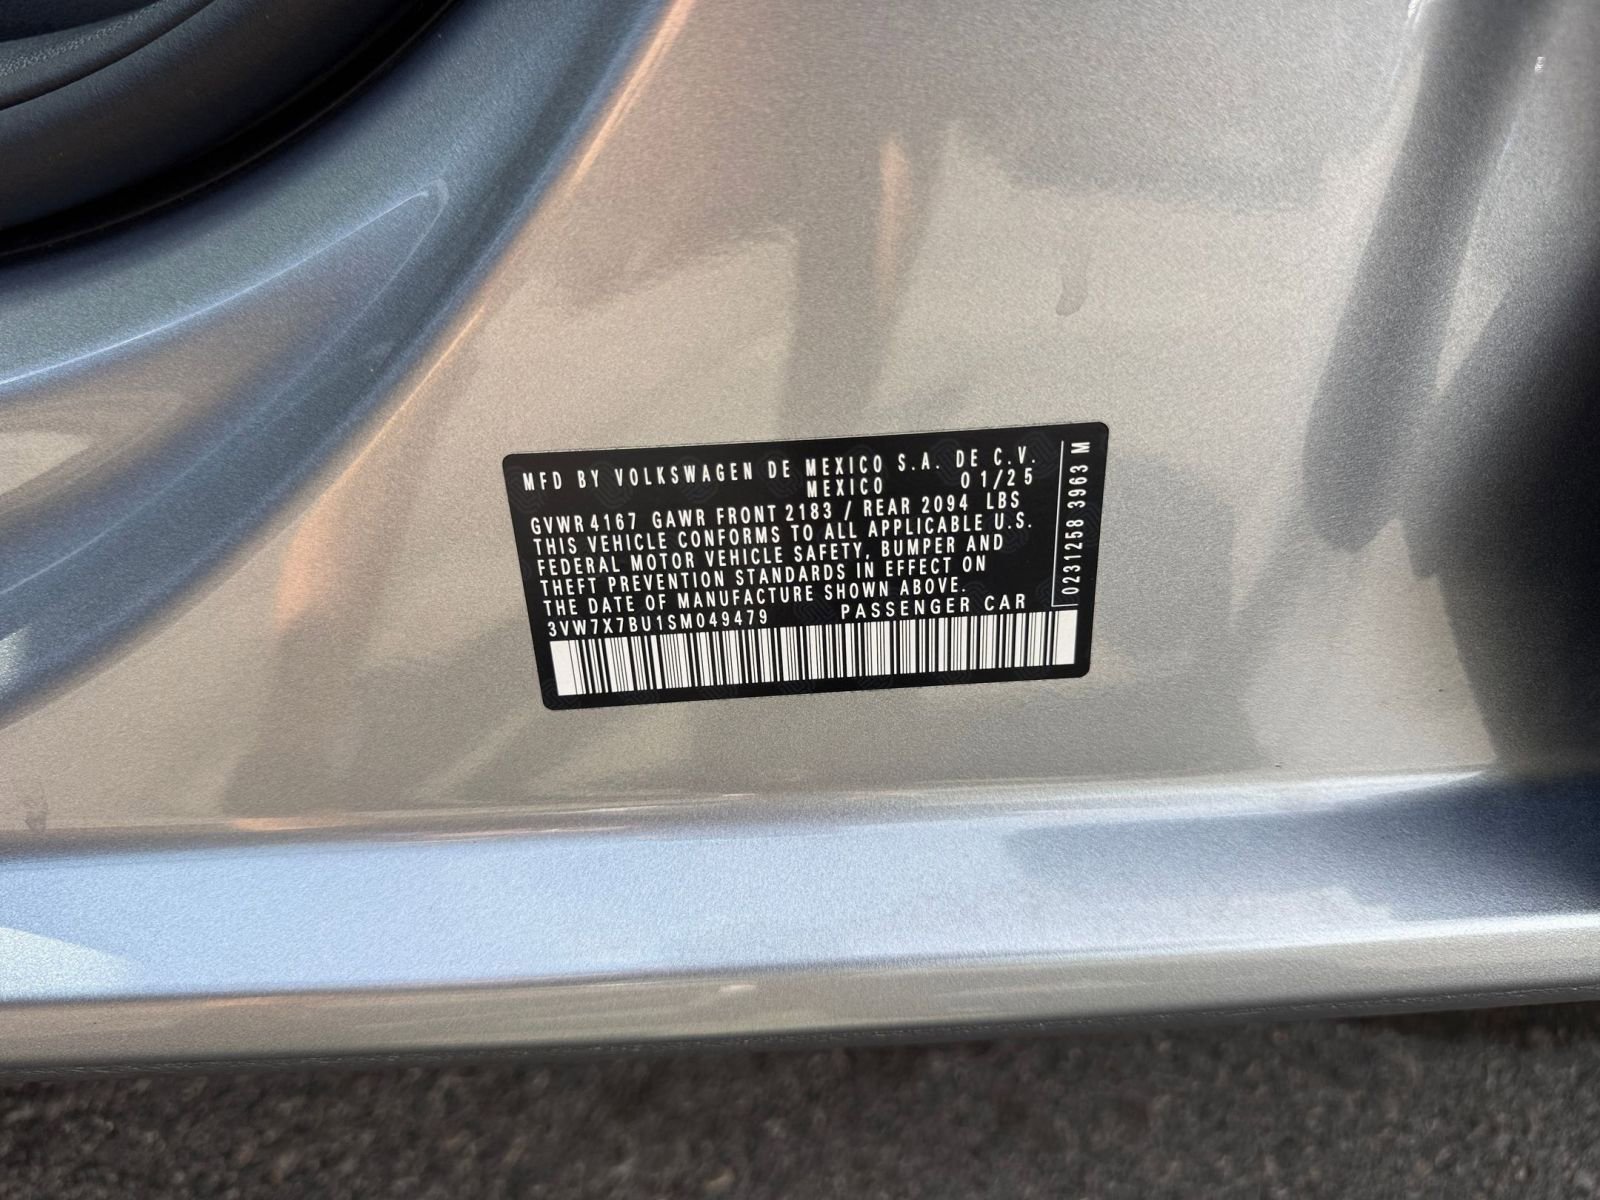 MFD BY VOLKSWAGEN DE MEXICO S.A. DE C.V.
MEXICO 01/25
GVWR 4167 GAWR FRONT 2183 / REAR 2094 LBS
THIS VEHICLE CONFORMS TO ALL APPLICABLE U.S.
FEDERAL MOTOR VEHICLE SAFETY, BUMPER AND
THEFT PREVENTION STANDARDS IN EFFECT ON
THE DATE OF MANUFACTURE SHOWN ABOVE.
3VW7X7BU1SM049479 PASSENGER CAR
0231258 3963 M